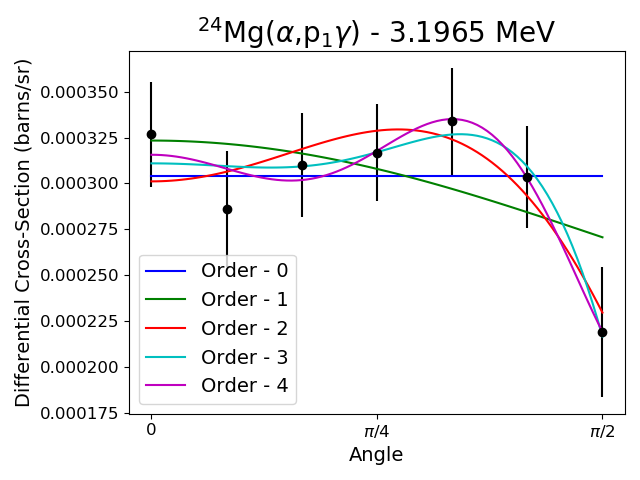 ²⁴Mg(α,p₁γ) - 3.1965 MeV
Differential Cross-Section (barns/sr)
0.000350
0.000325
0.000300
0.000275
0.000250
0.000225
0.000200
0.000175
Order - 0
Order - 1
Order - 2
Order - 3
Order - 4
0
π/4
π/2
Angle